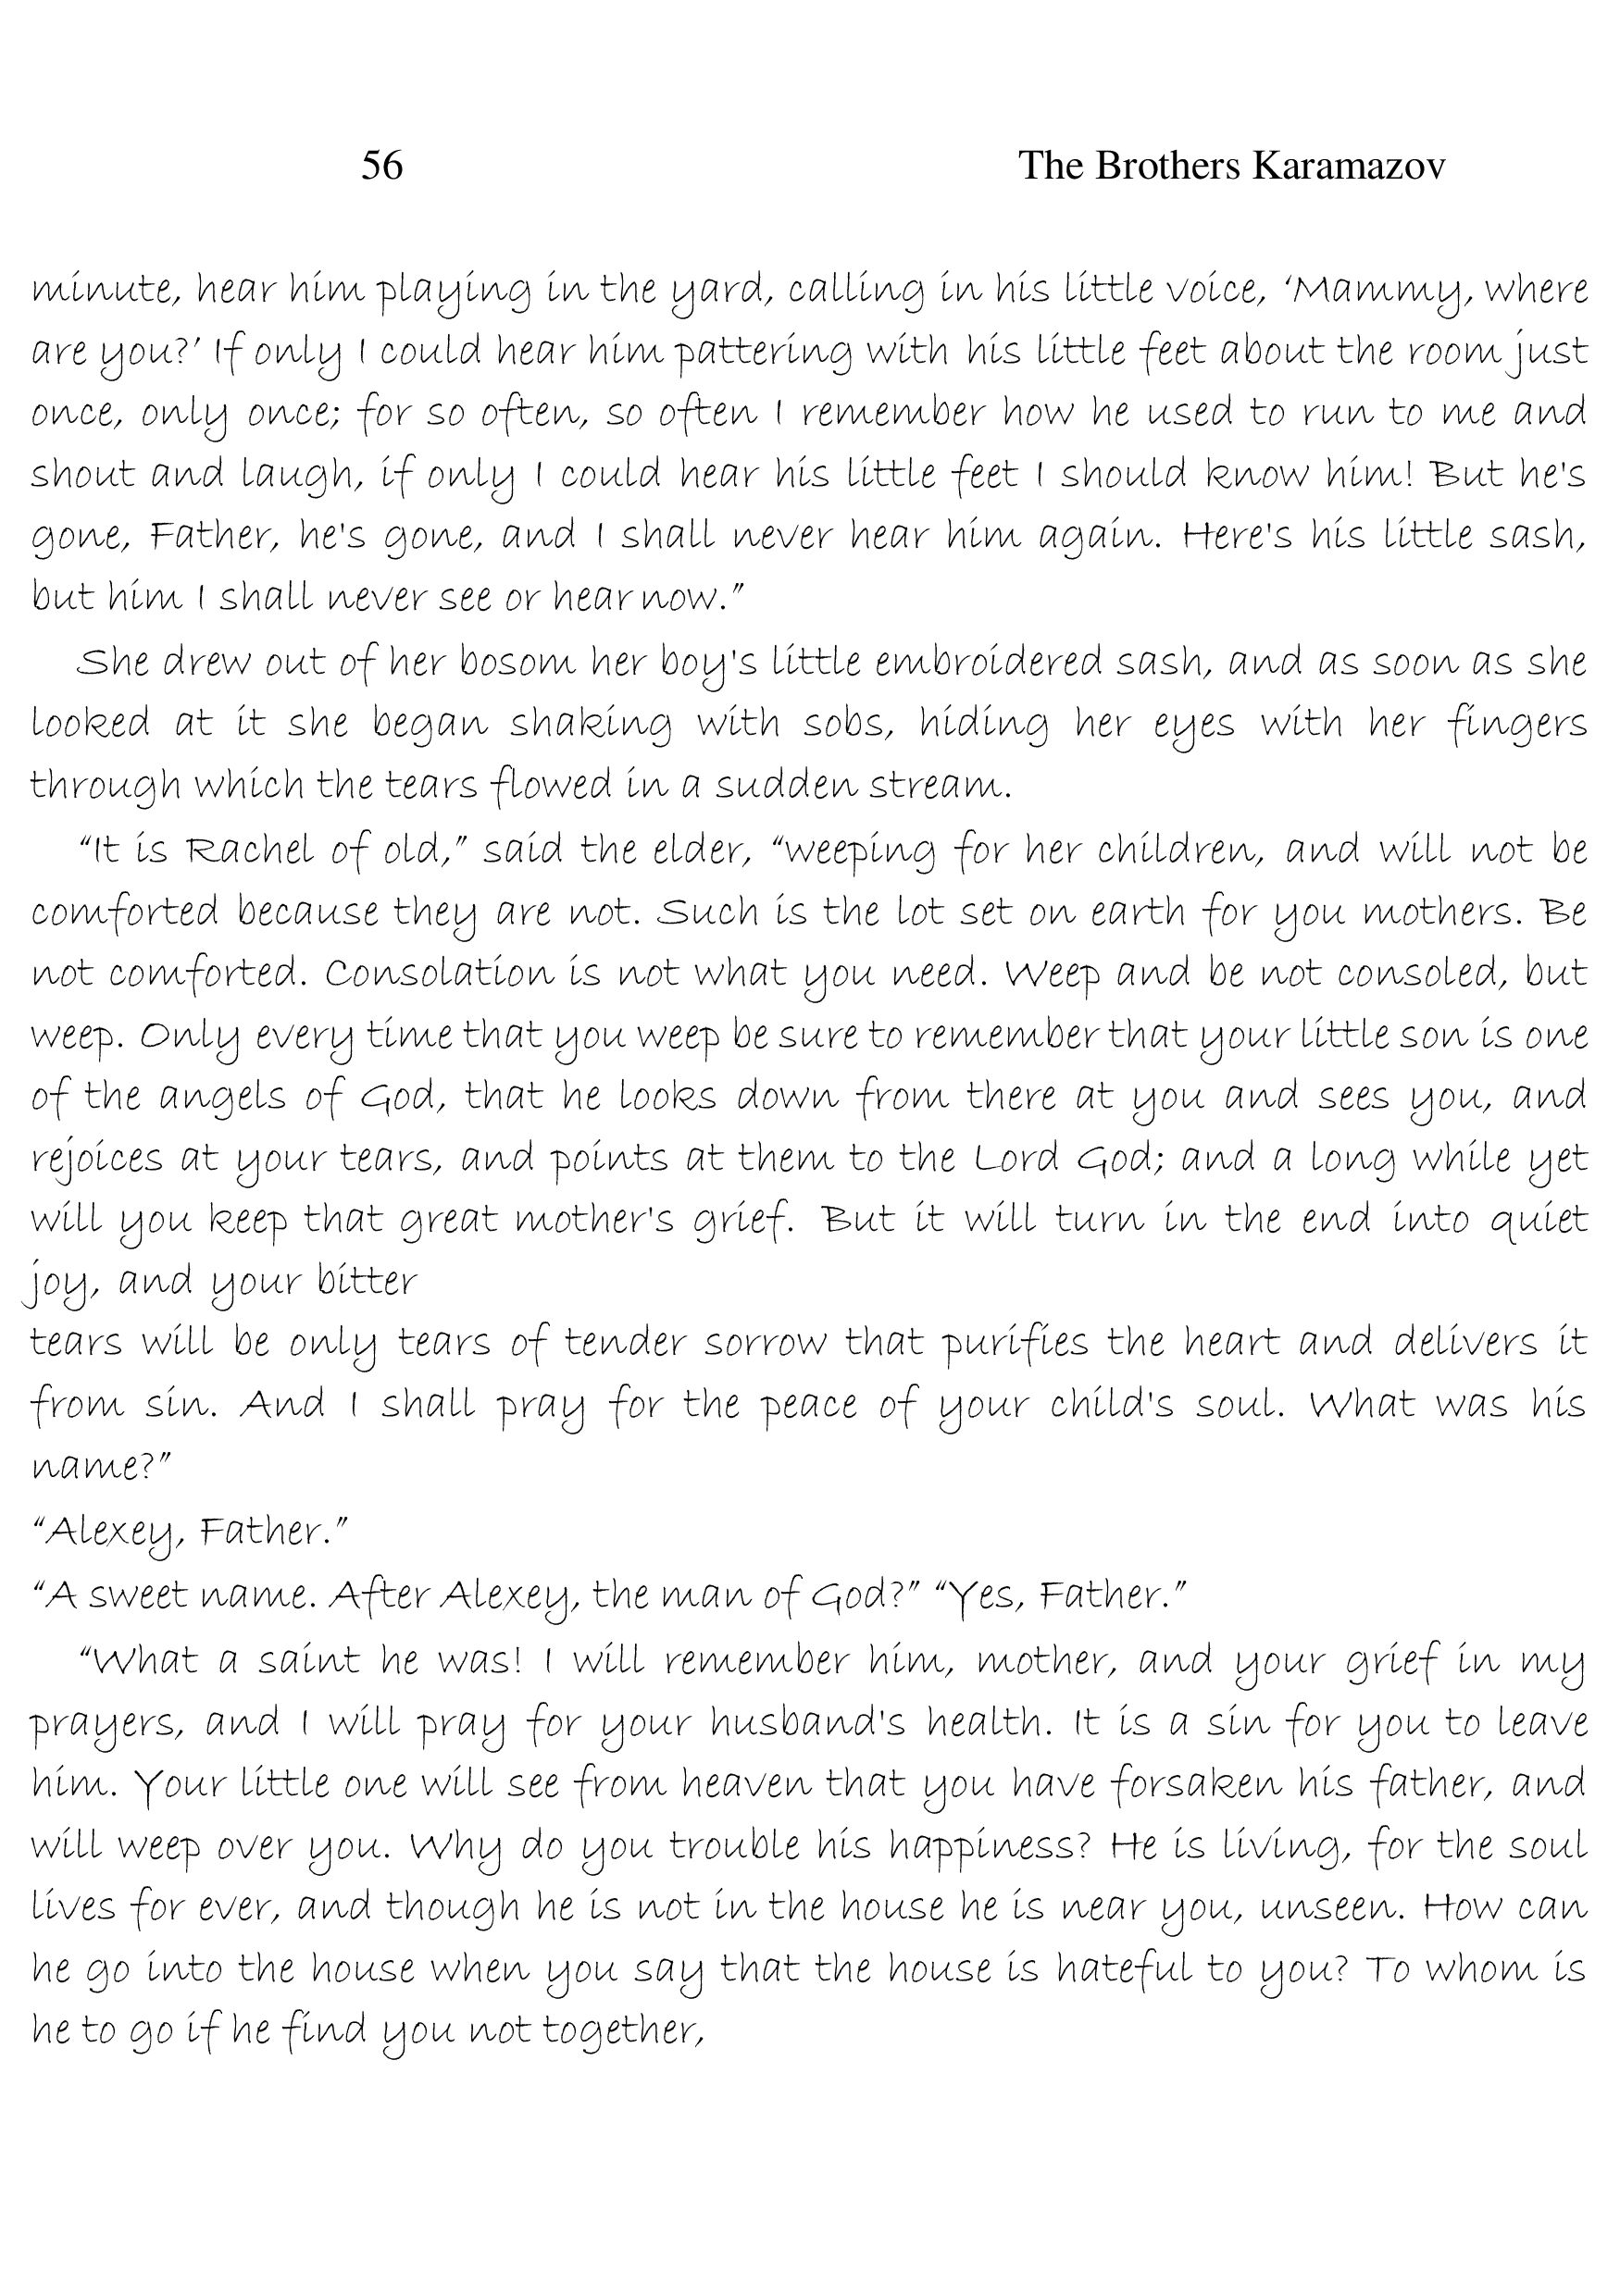 56 The Brothers Karamazov
minute, hear him playing in the yard, calling in his little voice, ‘Mammy, where
are you?’ If only I could hear him pattering with his little feet about the room just
once, only once; for so often, so often I remember how he used to run to me and
shout and laugh, if only I could hear his little feet I should know him! But he's
gone, Father, he's gone, and I shall never hear him again. Here's his little sash,
but him I shall never see or hear now.”
She drew out of her bosom her boy's little embroidered sash, and as soon as she
looked at it she began shaking with sobs, hiding her eyes with her fingers
through which the tears flowed in a sudden stream.
“It is Rachel of old,” said the elder, “weeping for her children, and will not be
comforted because they are not. Such is the lot set on earth for you mothers. Be
not comforted. Consolation is not what you need. Weep and be not consoled, but
weep. Only every time that you weep be sure to remember that your little son is one
of the angels of God, that he looks down from there at you and sees you, and
rejoices at your tears, and points at them to the Lord God; and a long while yet
will you keep that great mother's grief. But it will turn in the end into quiet
joy, and your bitter
tears will be only tears of tender sorrow that purifies the heart and delivers it
from sin. And I shall pray for the peace of your child's soul. What was his
name?”
“Alexey, Father.”
“A sweet name. After Alexey, the man of God?” “Yes, Father.”
“What a saint he was! I will remember him, mother, and your grief in my
prayers, and I will pray for your husband's health. It is a sin for you to leave
him. Your little one will see from heaven that you have forsaken his father, and
will weep over you. Why do you trouble his happiness? He is living, for the soul
lives for ever, and though he is not in the house he is near you, unseen. How can
he go into the house when you say that the house is hateful to you? To whom is
he to go if he find you not together,